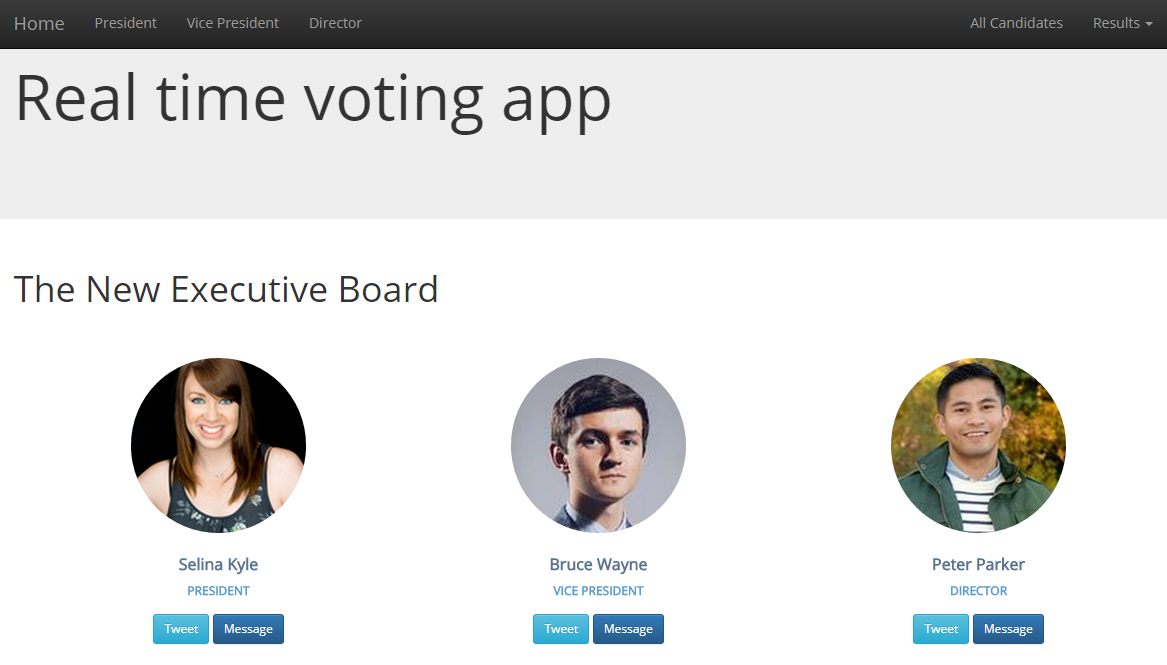 Home President Vice President Director All Candidates Results
Real time voting app
The New Executive Board
Selina Kyle Bruce Wayne Peter Parker
PRESIDENT VICE PRESIDENT DIRECTOR
Tweet Message Tweet Message Tweet Message